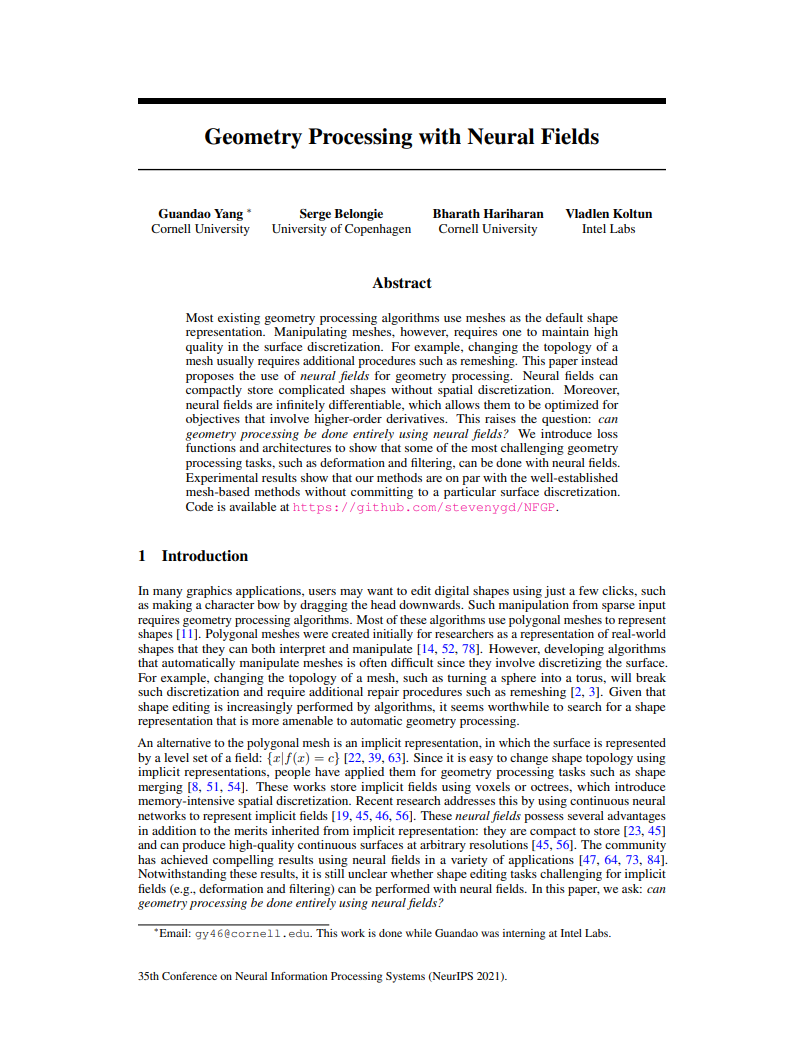 Geometry Processing with Neural Fields
Guandao Yang * Serge Belongie Bharath Hariharan Vladlen Koltun
Cornell University University of Copenhagen Cornell University Intel Labs
Abstract
Most existing geometry processing algorithms use meshes as the default shape
representation. Manipulating meshes, however, requires one to maintain high
quality in the surface discretization. For example, changing the topology of a
mesh usually requires additional procedures such as remeshing. This paper instead
proposes the use of neural fields for geometry processing. Neural fields can
compactly store complicated shapes without spatial discretization. Moreover,
neural fields are infinitely differentiable, which allows them to be optimized for
objectives that involve higher-order derivatives. This raises the question: can
geometry processing be done entirely using neural fields? We introduce loss
functions and architectures to show that some of the most challenging geometry
processing tasks, such as deformation and filtering, can be done with neural fields.
Experimental results show that our methods are on par with the well-established
mesh-based methods without committing to a particular surface discretization.
Code is available at https://github.com/stevenygd/NFGP.
1 Introduction
In many graphics applications, users may want to edit digital shapes using just a few clicks, such
as making a character bow by dragging the head downwards. Such manipulation from sparse input
requires geometry processing algorithms. Most of these algorithms use polygonal meshes to represent
shapes [11]. Polygonal meshes were created initially for researchers as a representation of real-world
shapes that they can both interpret and manipulate [14, 52, 78]. However, developing algorithms
that automatically manipulate meshes is often difficult since they involve discretizing the surface.
For example, changing the topology of a mesh, such as turning a sphere into a torus, will break
such discretization and require additional repair procedures such as remeshing [2, 3]. Given that
shape editing is increasingly performed by algorithms, it seems worthwhile to search for a shape
representation that is more amenable to automatic geometry processing.
An alternative to the polygonal mesh is an implicit representation, in which the surface is represented
by a level set of a field: {x|f(x) = c} [22, 39, 63]. Since it is easy to change shape topology using
implicit representations, people have applied them for geometry processing tasks such as shape
merging [8, 51, 54]. These works store implicit fields using voxels or octrees, which introduce
memory-intensive spatial discretization. Recent research addresses this by using continuous neural
networks to represent implicit fields [19, 45, 46, 56]. These neural fields possess several advantages
in addition to the merits inherited from implicit representation: they are compact to store [23, 45]
and can produce high-quality continuous surfaces at arbitrary resolutions [45, 56]. The community
has achieved compelling results using neural fields in a variety of applications [47, 64, 73, 84].
Notwithstanding these results, it is still unclear whether shape editing tasks challenging for implicit
fields (e.g., deformation and filtering) can be performed with neural fields. In this paper, we ask: can
geometry processing be done entirely using neural fields?
*Email: gy46@cornell.edu. This work is done while Guandao was interning at Intel Labs.
35th Conference on Neural Information Processing Systems (NeurIPS 2021).